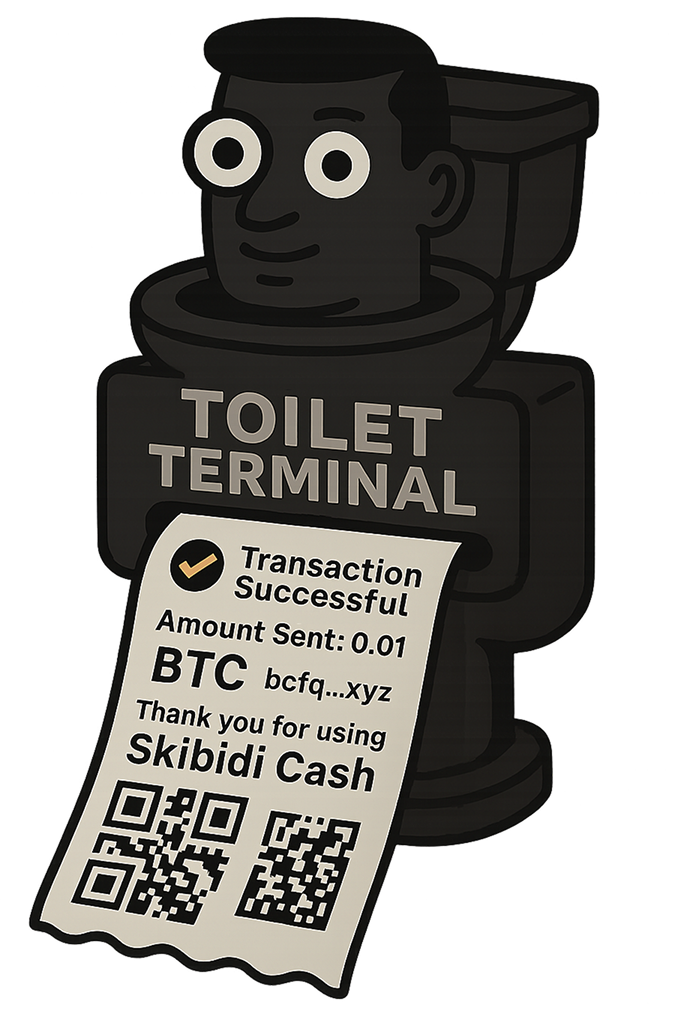 TOILET
TERMINAL
Transaction
Successful
Amount Sent: 0.01
BTC bcfq...xyz
Thank you for using
Skibidi Cash